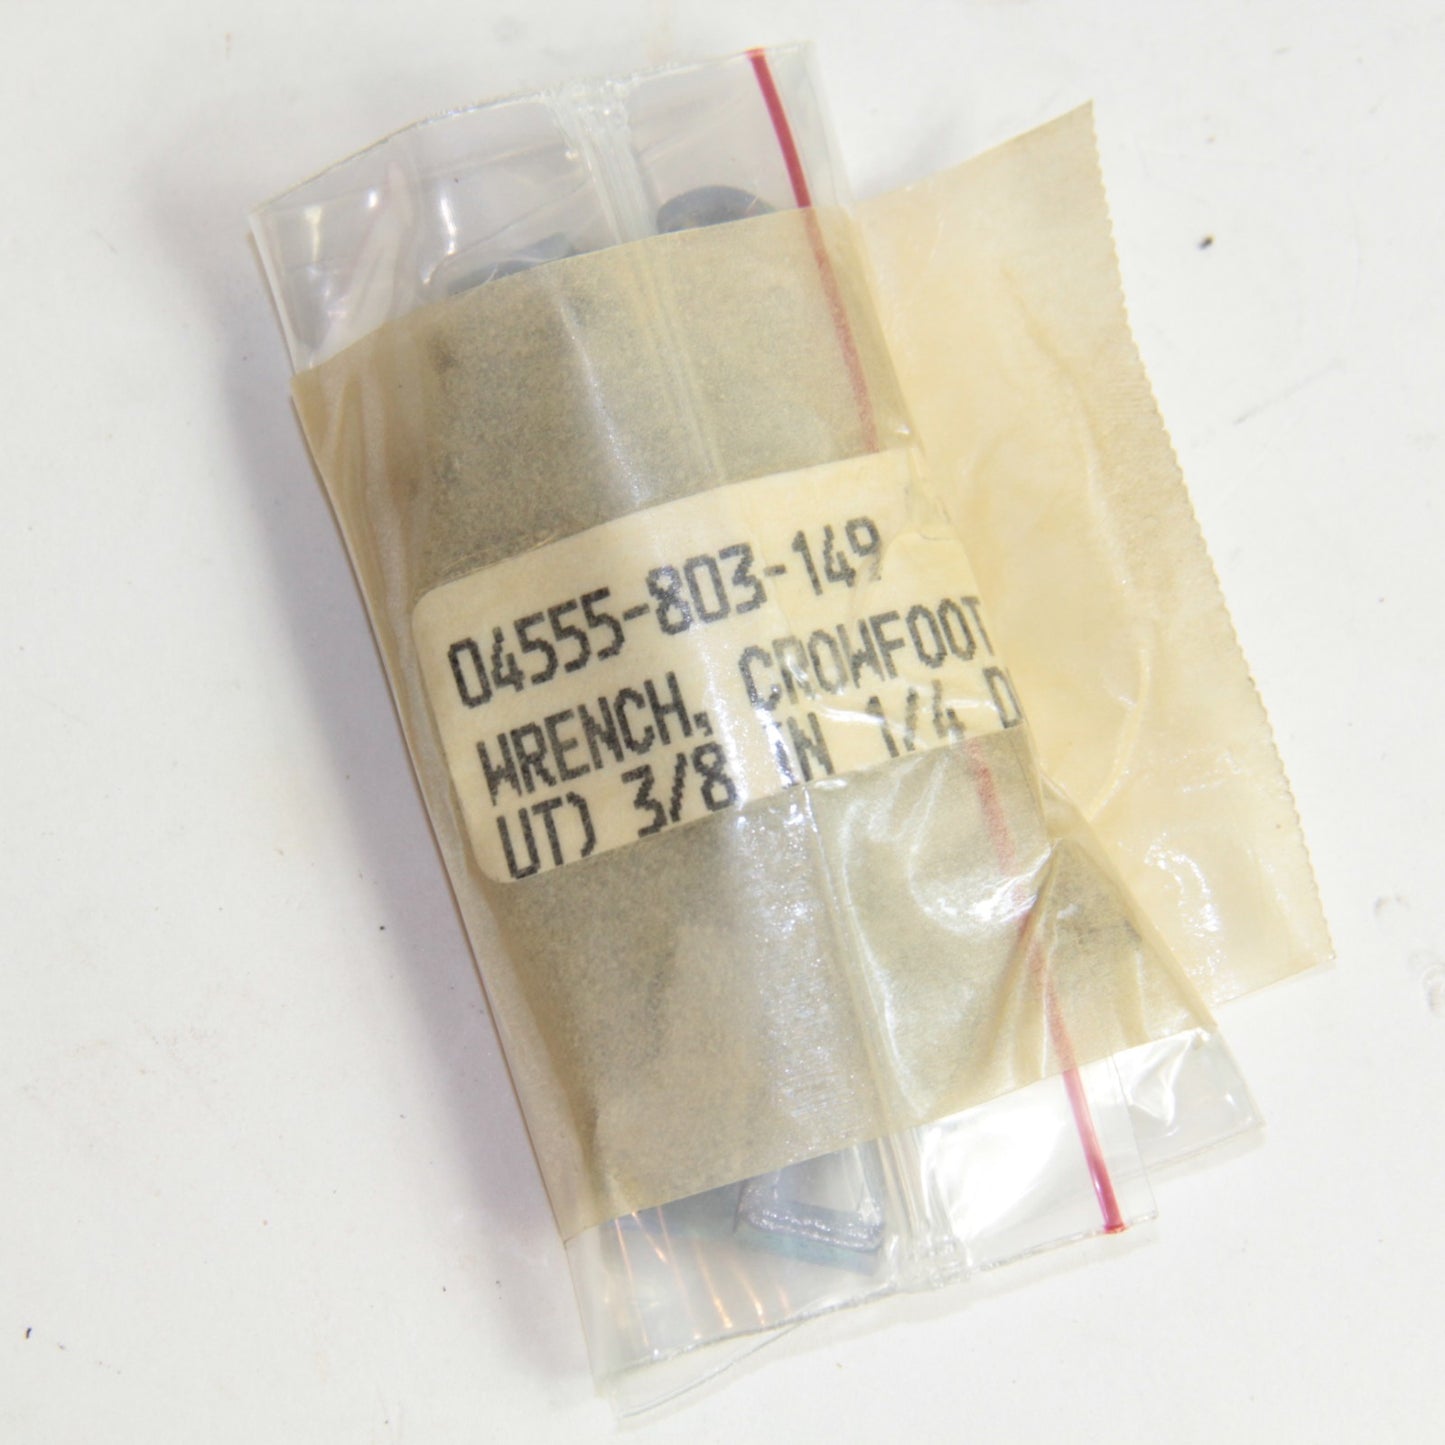 04555-803-149
WRENCH, CROWFOOT
UT) 3/8 IN 1/4 D